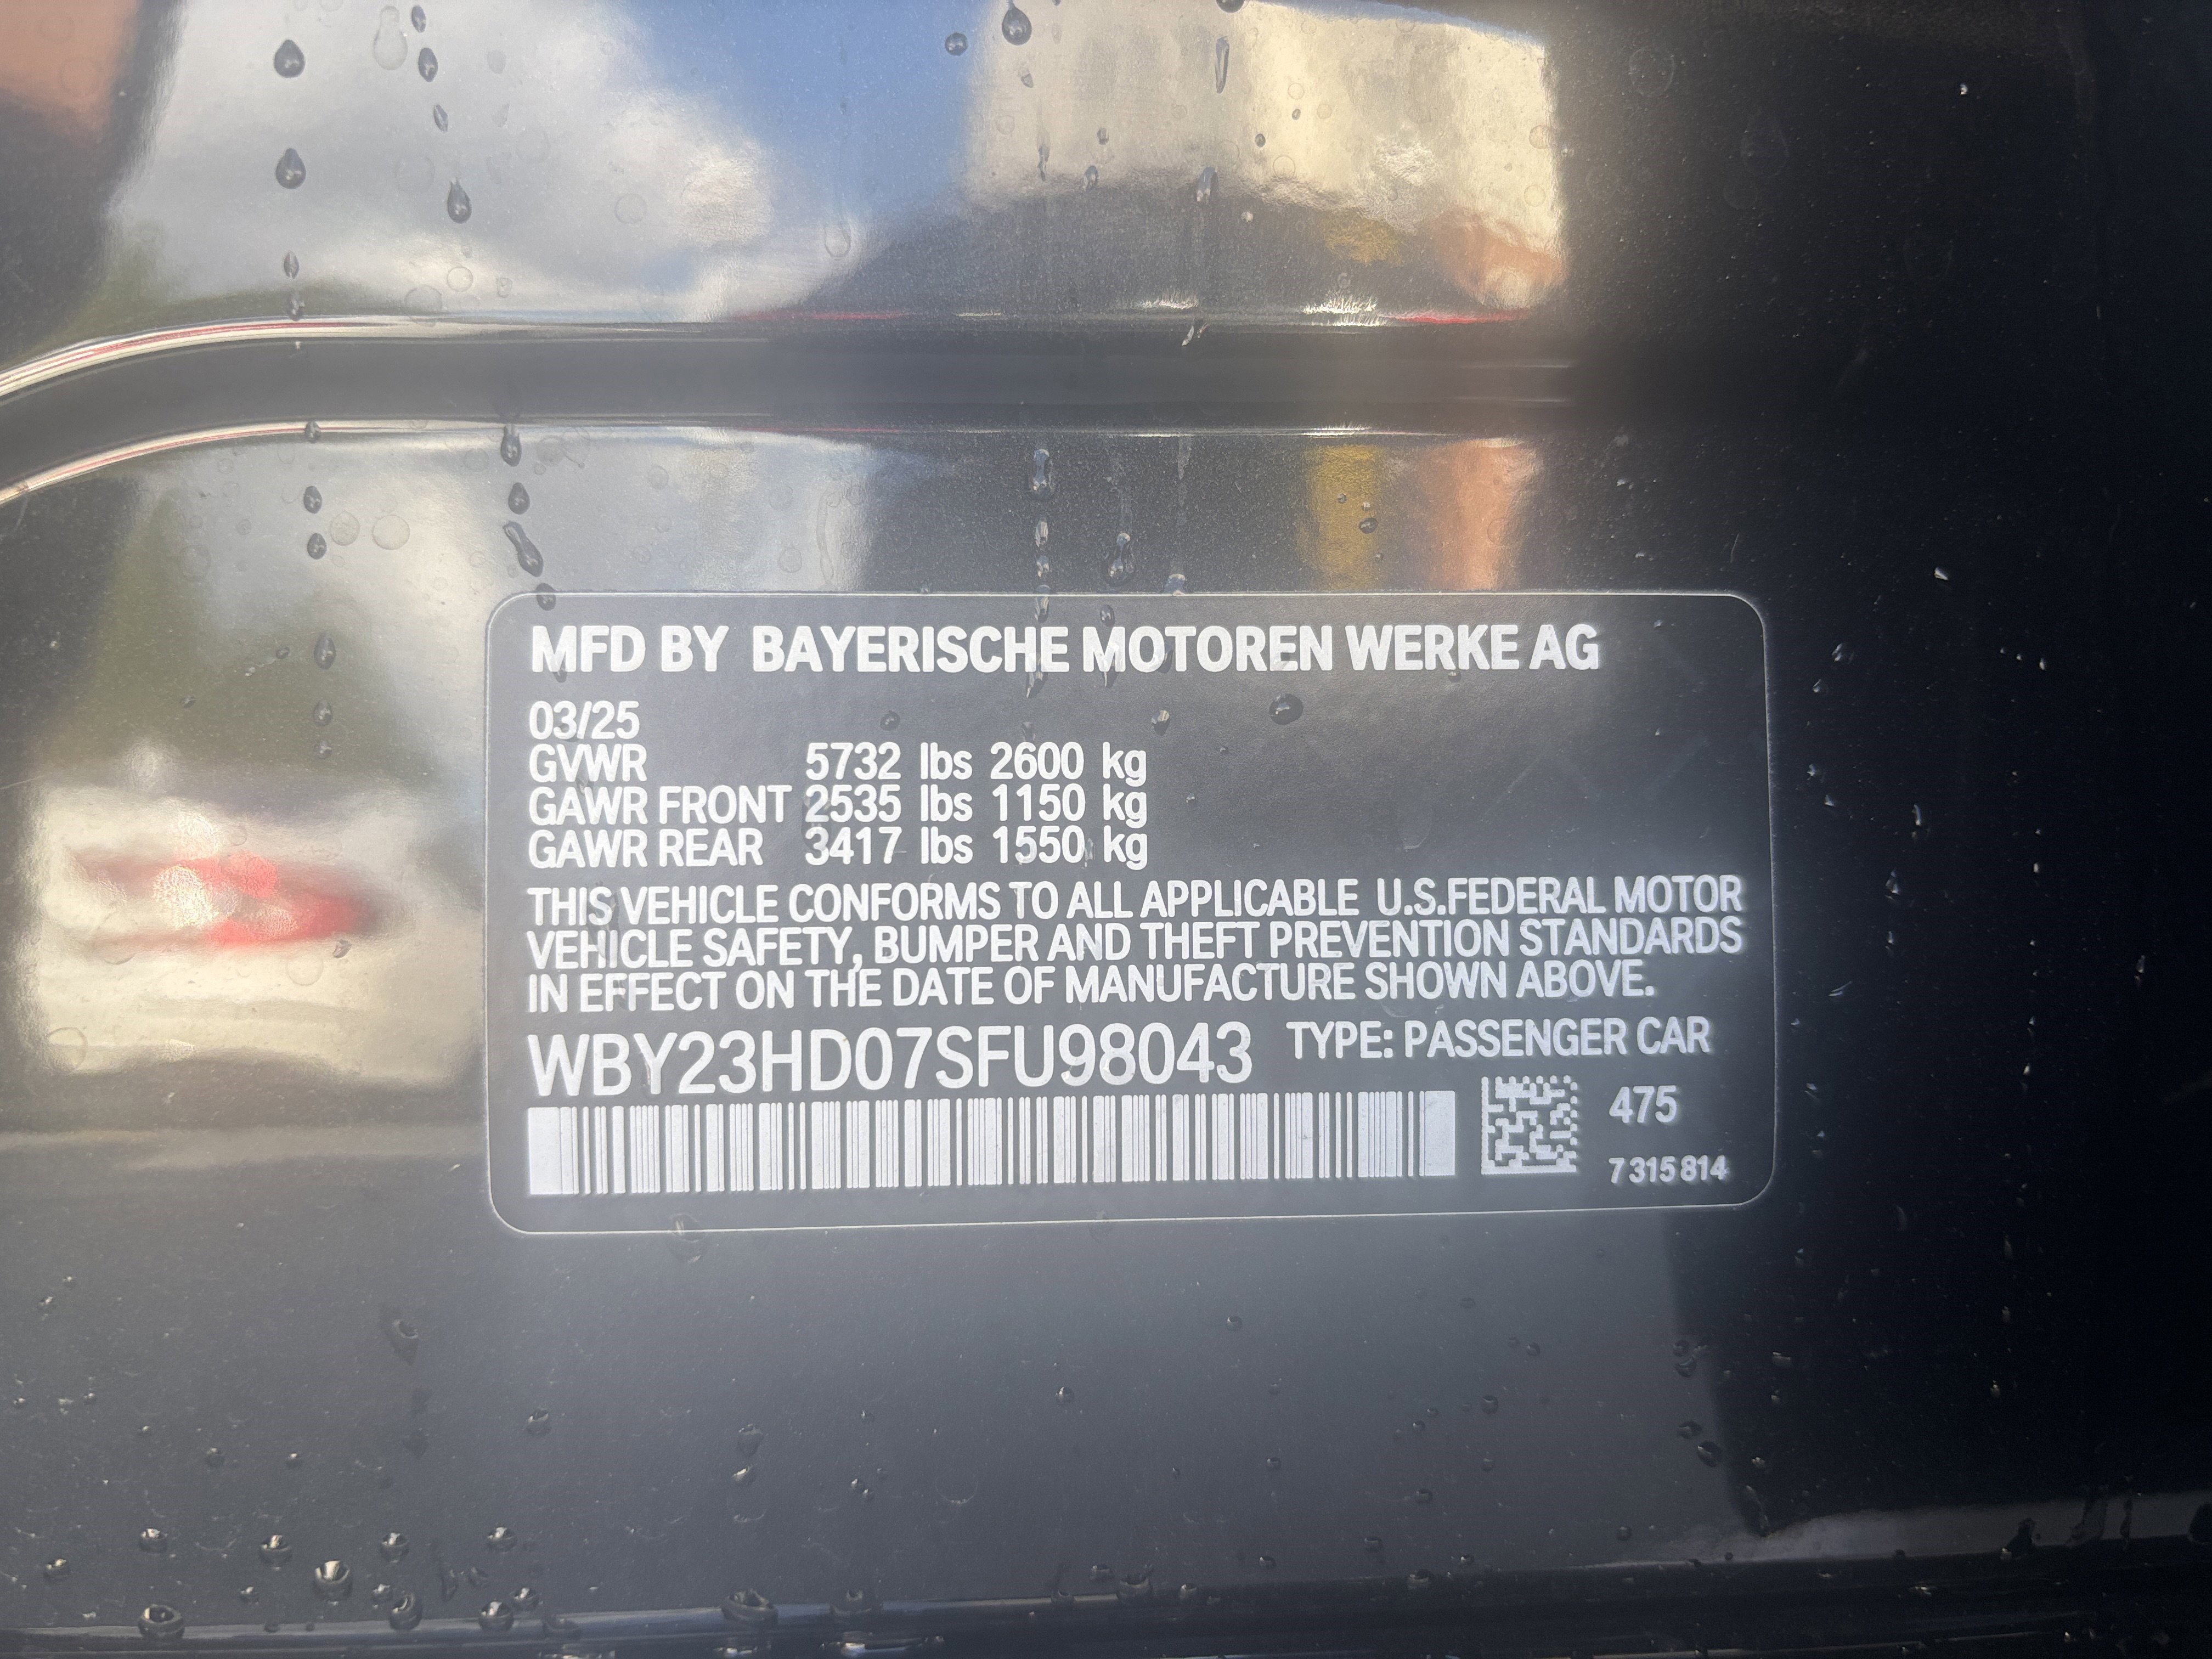 MFD BY BAYERISCHE MOTOREN WERKE AG
03/25
GVWR 5732 lbs 2600 kg
GAWR FRONT 2535 lbs 1150 kg
GAWR REAR 3417 lbs 1550 kg
THIS VEHICLE CONFORMS TO ALL APPLICABLE U.S.FEDERAL MOTOR
VEHICLE SAFETY, BUMPER AND THEFT PREVENTION STANDARDS
IN EFFECT ON THE DATE OF MANUFACTURE SHOWN ABOVE.
WBY23HD07SFU98043 TYPE: PASSENGER CAR
475
7 315 814